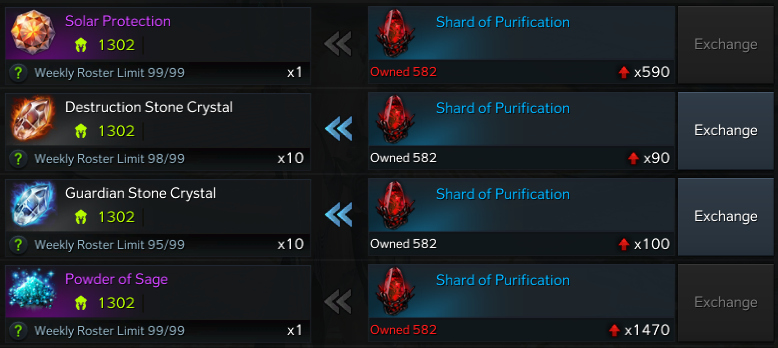 Solar Protection
1302
? Weekly Roster Limit 99/99 x1
Shard of Purification
Owned 582 x590
Exchange
Destruction Stone Crystal
1302
? Weekly Roster Limit 98/99 x10
Shard of Purification
Owned 582 x90
Exchange
Guardian Stone Crystal
1302
? Weekly Roster Limit 95/99 x10
Shard of Purification
Owned 582 x100
Exchange
Powder of Sage
1302
? Weekly Roster Limit 99/99 x1
Shard of Purification
Owned 582 x1470
Exchange